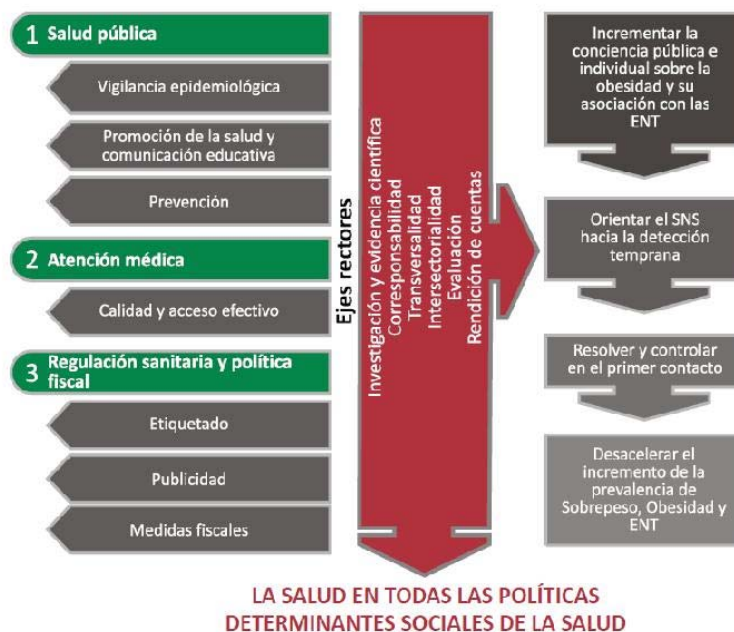 1 Salud pública
Vigilancia epidemiológica
Promoción de la salud y
comunicación educativa
Prevención
2 Atención médica
Calidad y acceso efectivo
3 Regulación sanitaria y política
fiscal
Etiquetado
Publicidad
Medidas fiscales
Ejes rectores
Investigación y evidencia científica
Corresponsabilidad
Transversalidad
Intersectorialidad
Evaluación
Rendición de cuentas
Incrementar la
conciencia pública e
individual sobre la
obesidad y su
asociación con las
ENT
Orientar el SNS
hacia la detección
temprana
Resolver y controlar
en el primer contacto
Desacelerar el
incremento de la
prevalencia de
Sobrepeso, Obesidad y
ENT
LA SALUD EN TODAS LAS POLÍTICAS
DETERMINANTES SOCIALES DE LA SALUD